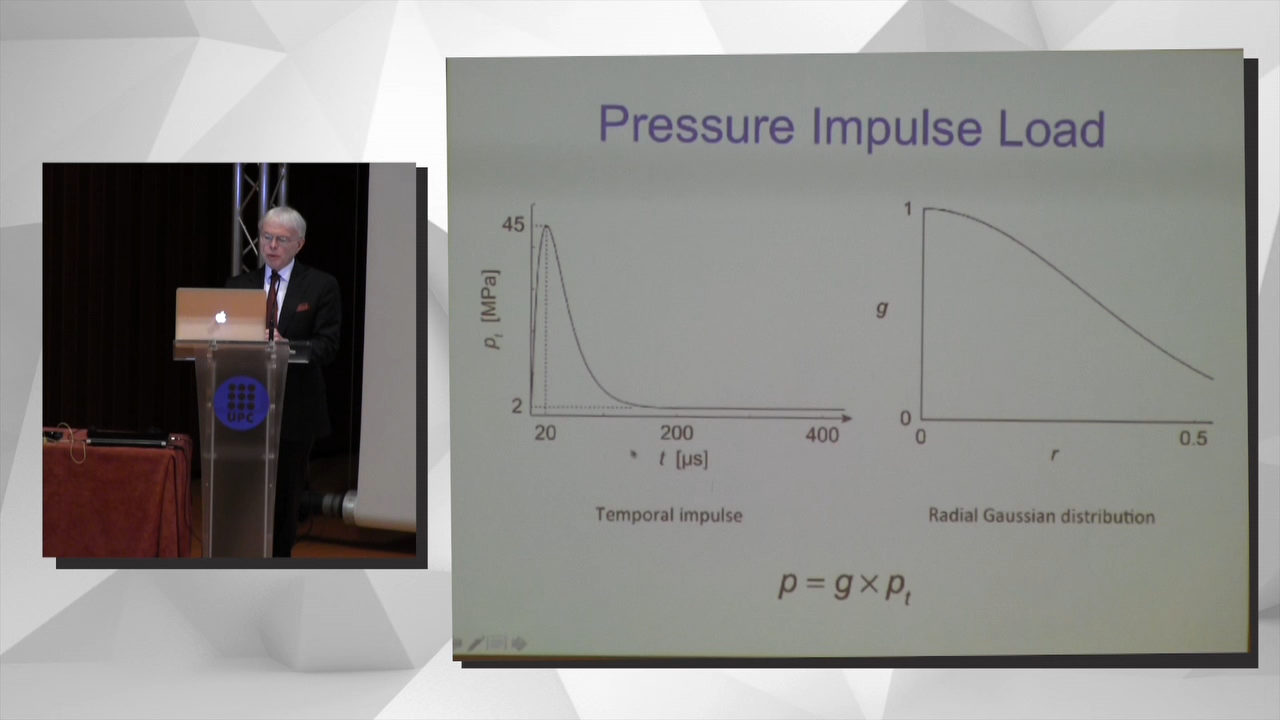 Pressure Impulse Load
45
p_t [MPa]
2
20
200
400
t [µs]
Temporal impulse
1
g
0
0
0.5
r
Radial Gaussian distribution
p = g × p_t
UPC